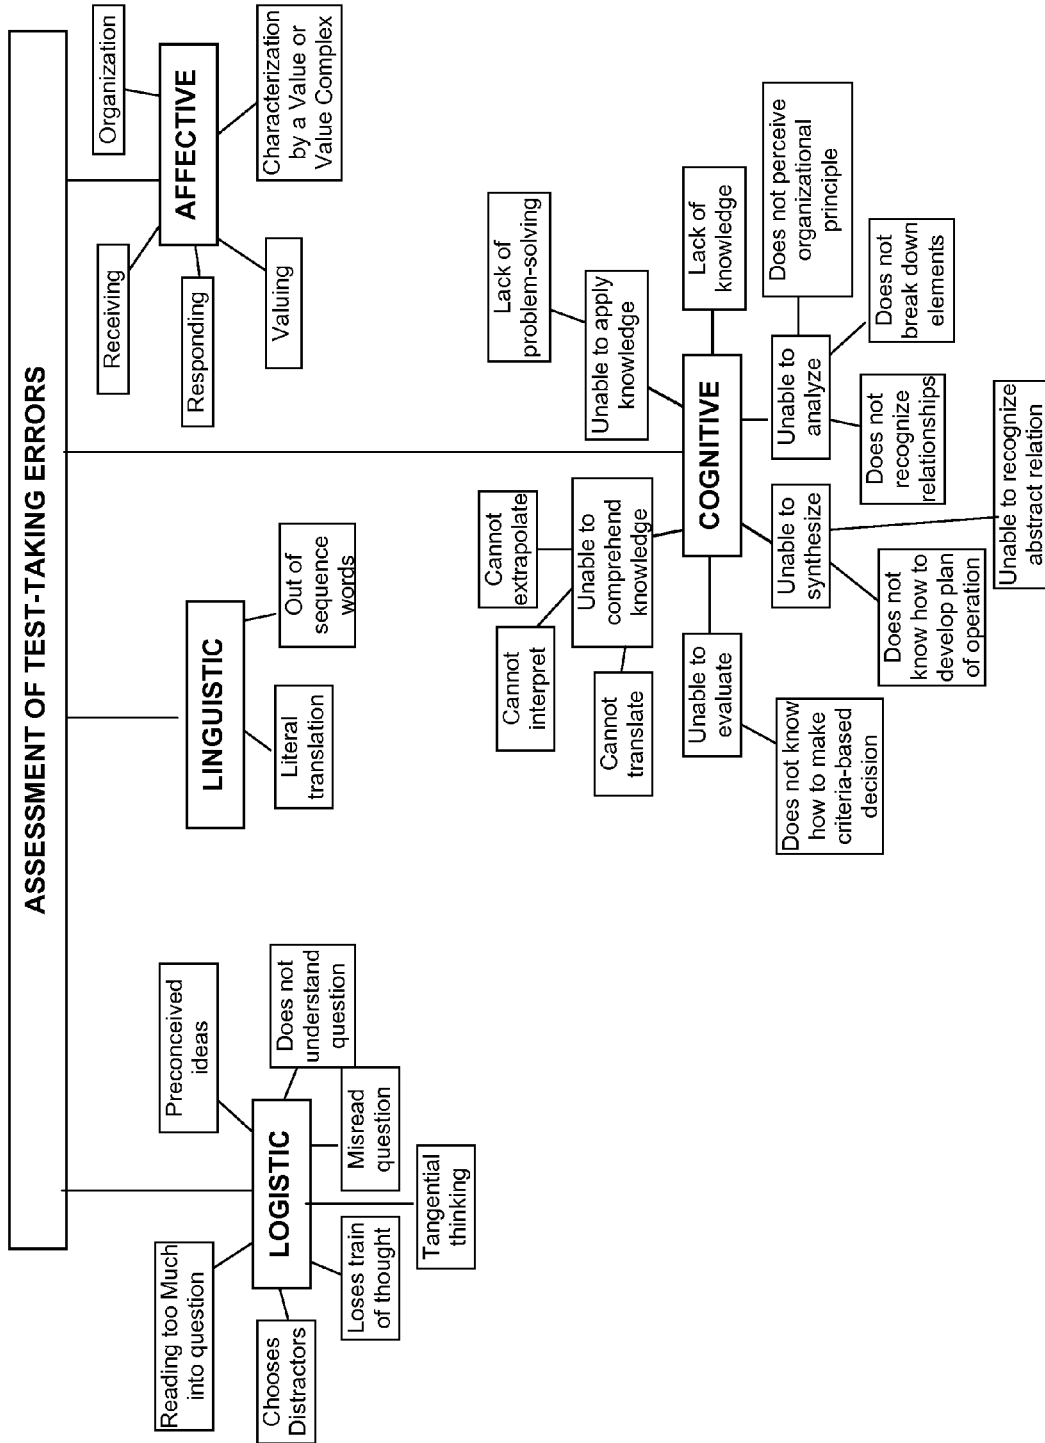 ASSESSMENT OF TEST-TAKING ERRORS
Reading too Much
into question
Preconceived
ideas
LOGISTIC
Chooses
Distractors
Loses train
of thought
Tangential
thinking
Misread
question
Does not
understand
question
LINGUISTIC
Literal
translation
Out of
sequence
words
Receiving
Organization
AFFECTIVE
Responding
Valuing
Characterization
by a Value or
Value Complex
Cannot
interpret
Cannot
extrapolate
Cannot
translate
Unable to
comprehend
knowledge
Lack of
problem-solving
Unable to apply
knowledge
COGNITIVE
Lack of
knowledge
Unable to
evaluate
Does not know
how to make
criteria-based
decision
Unable to
synthesize
Does not
know how to
develop plan
of operation
Unable to recognize
abstract relation
Unable to
analyze
Does not
recognize
relationships
Does not
break down
elements
Does not perceive
organizational
principle